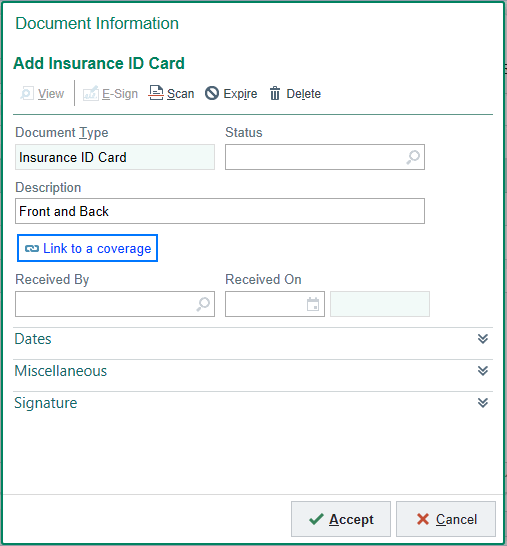 Document Information
Add Insurance ID Card
View E-Sign Scan Expire Delete
Document Type Status
Insurance ID Card
Description
Front and Back
Link to a coverage
Received By Received On
Dates
Miscellaneous
Signature
Accept Cancel